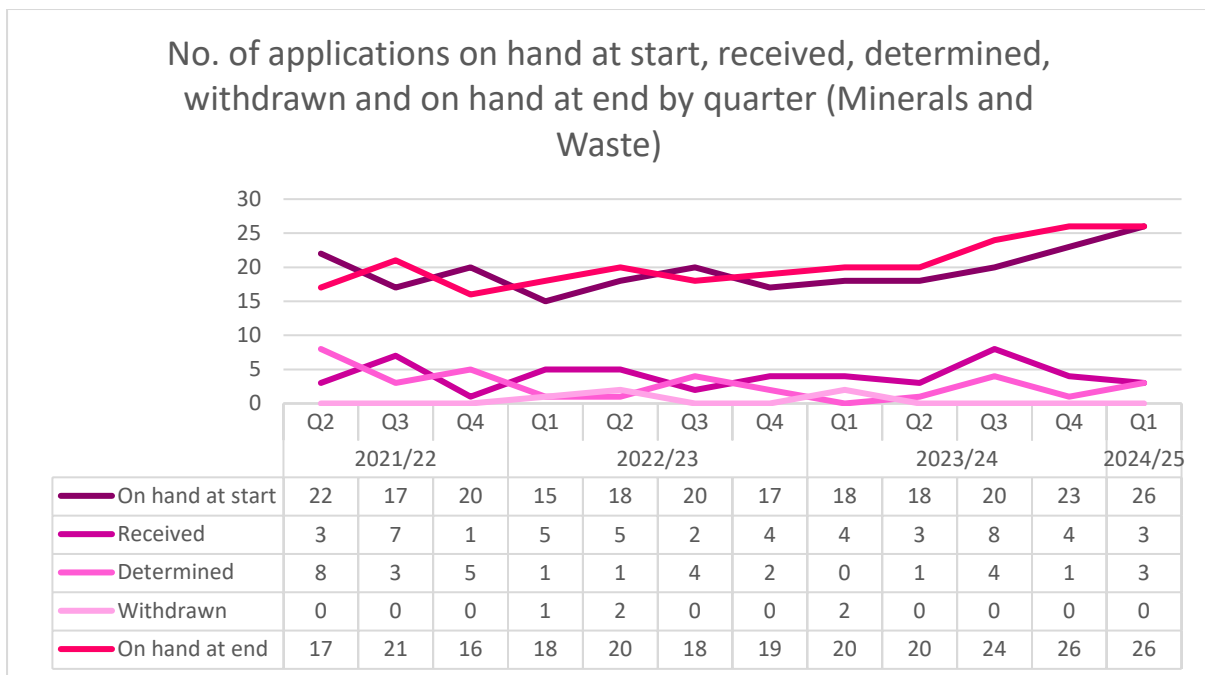 No. of applications on hand at start, received, determined,
withdrawn and on hand at end by quarter (Minerals and
Waste)
30
25
20
15
10
5
0
Q2 Q3 Q4 Q1 Q2 Q3 Q4 Q1 Q2 Q3 Q4 Q1
2021/22 2022/23 2023/24 2024/25
On hand at start 22 17 20 15 18 20 17 18 18 20 23 26
Received 3 7 1 5 5 2 4 4 3 8 4 3
Determined 8 3 5 1 1 4 2 0 1 4 1 3
Withdrawn 0 0 0 1 2 0 0 2 0 0 0 0
On hand at end 17 21 16 18 20 18 19 20 20 24 26 26